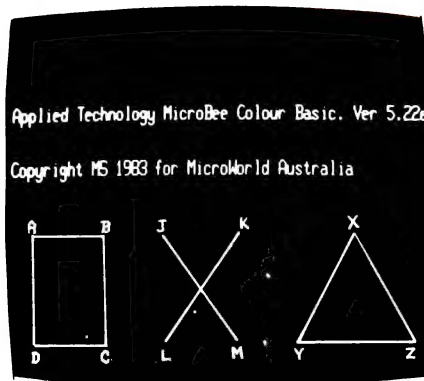 Applied Technology MicroBee Colour Basic. Ver 5.22e
Copyright MS 1983 for MicroWorld Australia
A B J K X
D C L M Y Z